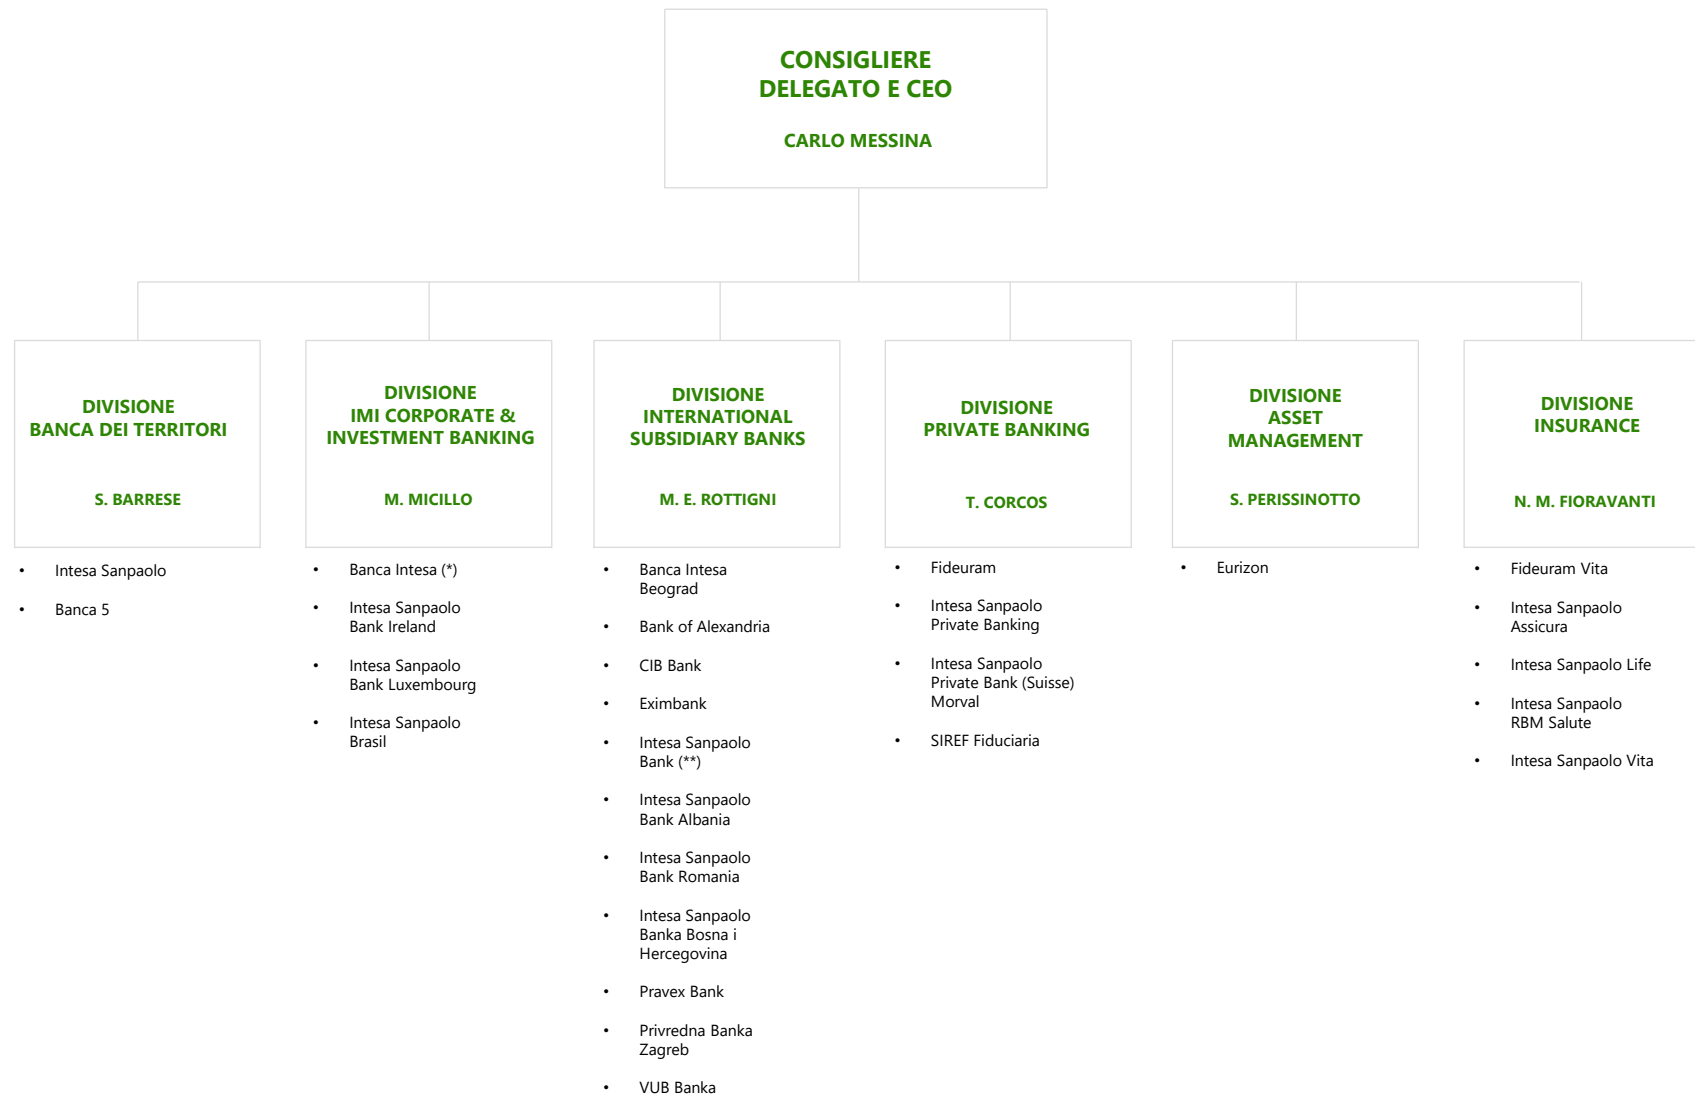 CONSIGLIERE
DELEGATO E CEO
CARLO MESSINA
DIVISIONE
BANCA DEI TERRITORI
S. BARRESE
• Intesa Sanpaolo
• Banca 5
DIVISIONE
IMI CORPORATE &
INVESTMENT BANKING
M. MICILLO
• Banca Intesa (*)
• Intesa Sanpaolo
Bank Ireland
• Intesa Sanpaolo
Bank Luxembourg
• Intesa Sanpaolo
Brasil
DIVISIONE
INTERNATIONAL
SUBSIDIARY BANKS
M. E. ROTTIGNI
• Banca Intesa
Beograd
• Bank of Alexandria
• CIB Bank
• Eximbank
• Intesa Sanpaolo
Bank (**)
• Intesa Sanpaolo
Bank Albania
• Intesa Sanpaolo
Bank Romania
• Intesa Sanpaolo
Banka Bosna i
Hercegovina
• Pravex Bank
• Privredna Banka
Zagreb
• VUB Banka
DIVISIONE
PRIVATE BANKING
T. CORCOS
• Fideuram
• Intesa Sanpaolo
Private Banking
• Intesa Sanpaolo
Private Bank (Suisse)
Morval
• SIREF Fiduciaria
DIVISIONE
ASSET
MANAGEMENT
S. PERISSINOTTO
• Eurizon
DIVISIONE
INSURANCE
N. M. FIORAVANTI
• Fideuram Vita
• Intesa Sanpaolo
Assicura
• Intesa Sanpaolo Life
• Intesa Sanpaolo
RBM Salute
• Intesa Sanpaolo Vita